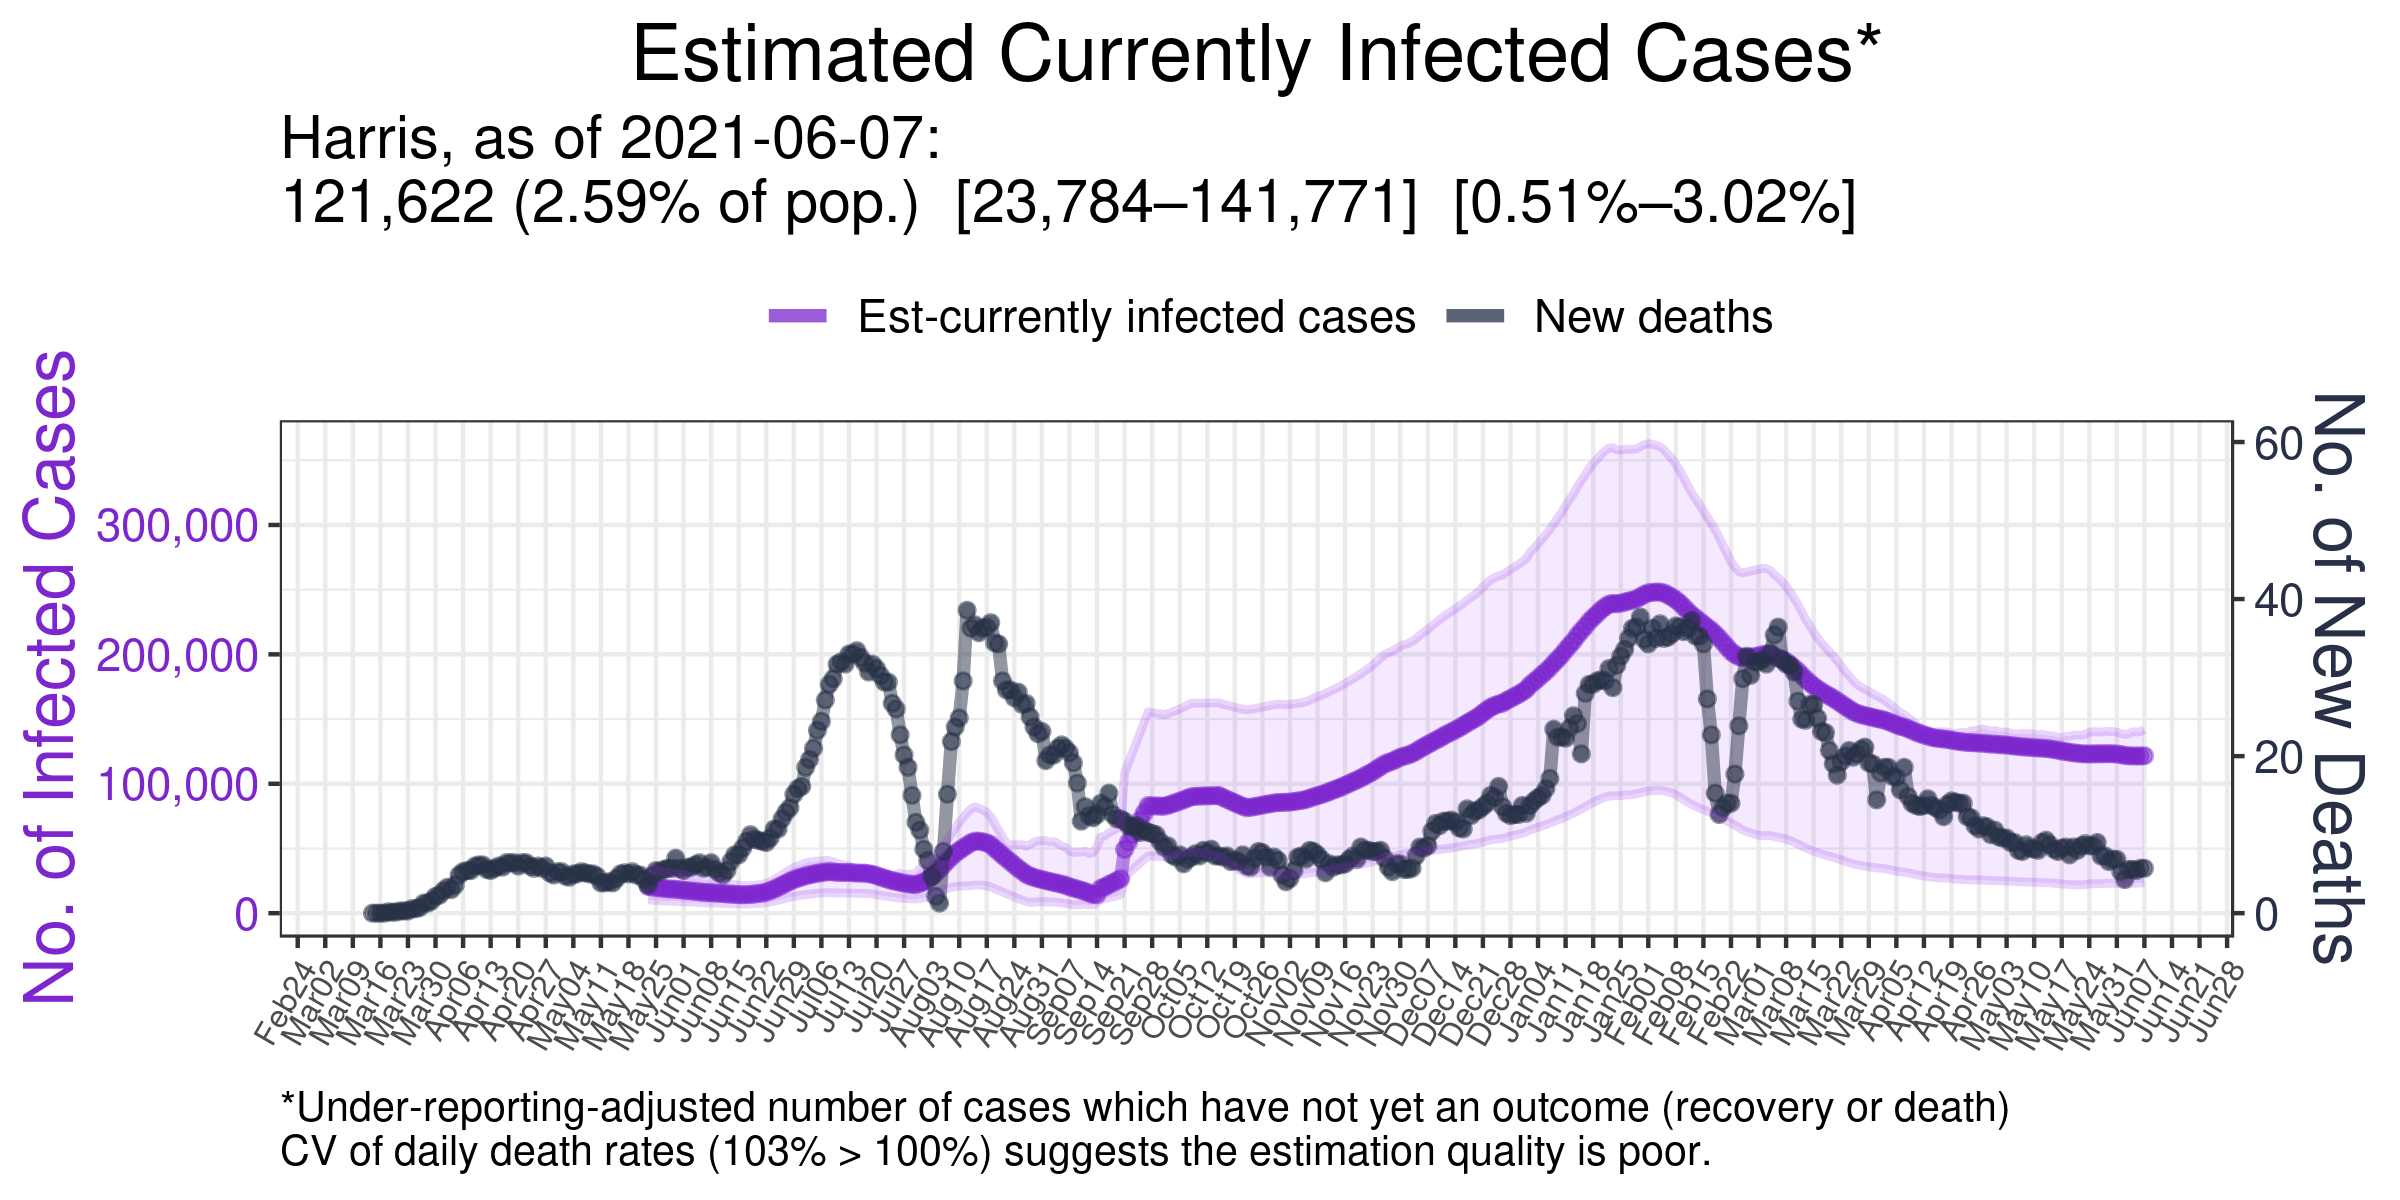 Estimated Currently Infected Cases*
Harris, as of 2021-06-07:
121,622 (2.59% of pop.) [23,784–141,771] [0.51%–3.02%]
Est-currently infected cases New deaths
No. of Infected Cases
300,000
200,000
100,000
0
60
40
20
0
No. of New Deaths
Feb24 Mar02 Mar09 Mar16 Mar23 Mar30 Apr06 Apr13 Apr20 Apr27 May04 May11 May18 May25 Jun01 Jun08 Jun15 Jun22 Jun29 Jul06 Jul13 Jul20 Jul27 Aug03 Aug10 Aug17 Aug24 Aug31 Sep07 Sep14 Sep21 Sep28 Oct05 Oct12 Oct19 Oct26 Nov02 Nov09 Nov16 Nov23 Nov30 Dec07 Dec14 Dec21 Dec28 Jan04 Jan11 Jan18 Jan25 Feb01 Feb08 Feb15 Feb22 Mar01 Mar08 Mar15 Mar22 Mar29 Apr05 Apr12 Apr19 Apr26 May03 May10 May17 May24 May31 Jun07 Jun14 Jun21 Jun28
*Under-reporting-adjusted number of cases which have not yet an outcome (recovery or death)
CV of daily death rates (103% > 100%) suggests the estimation quality is poor.